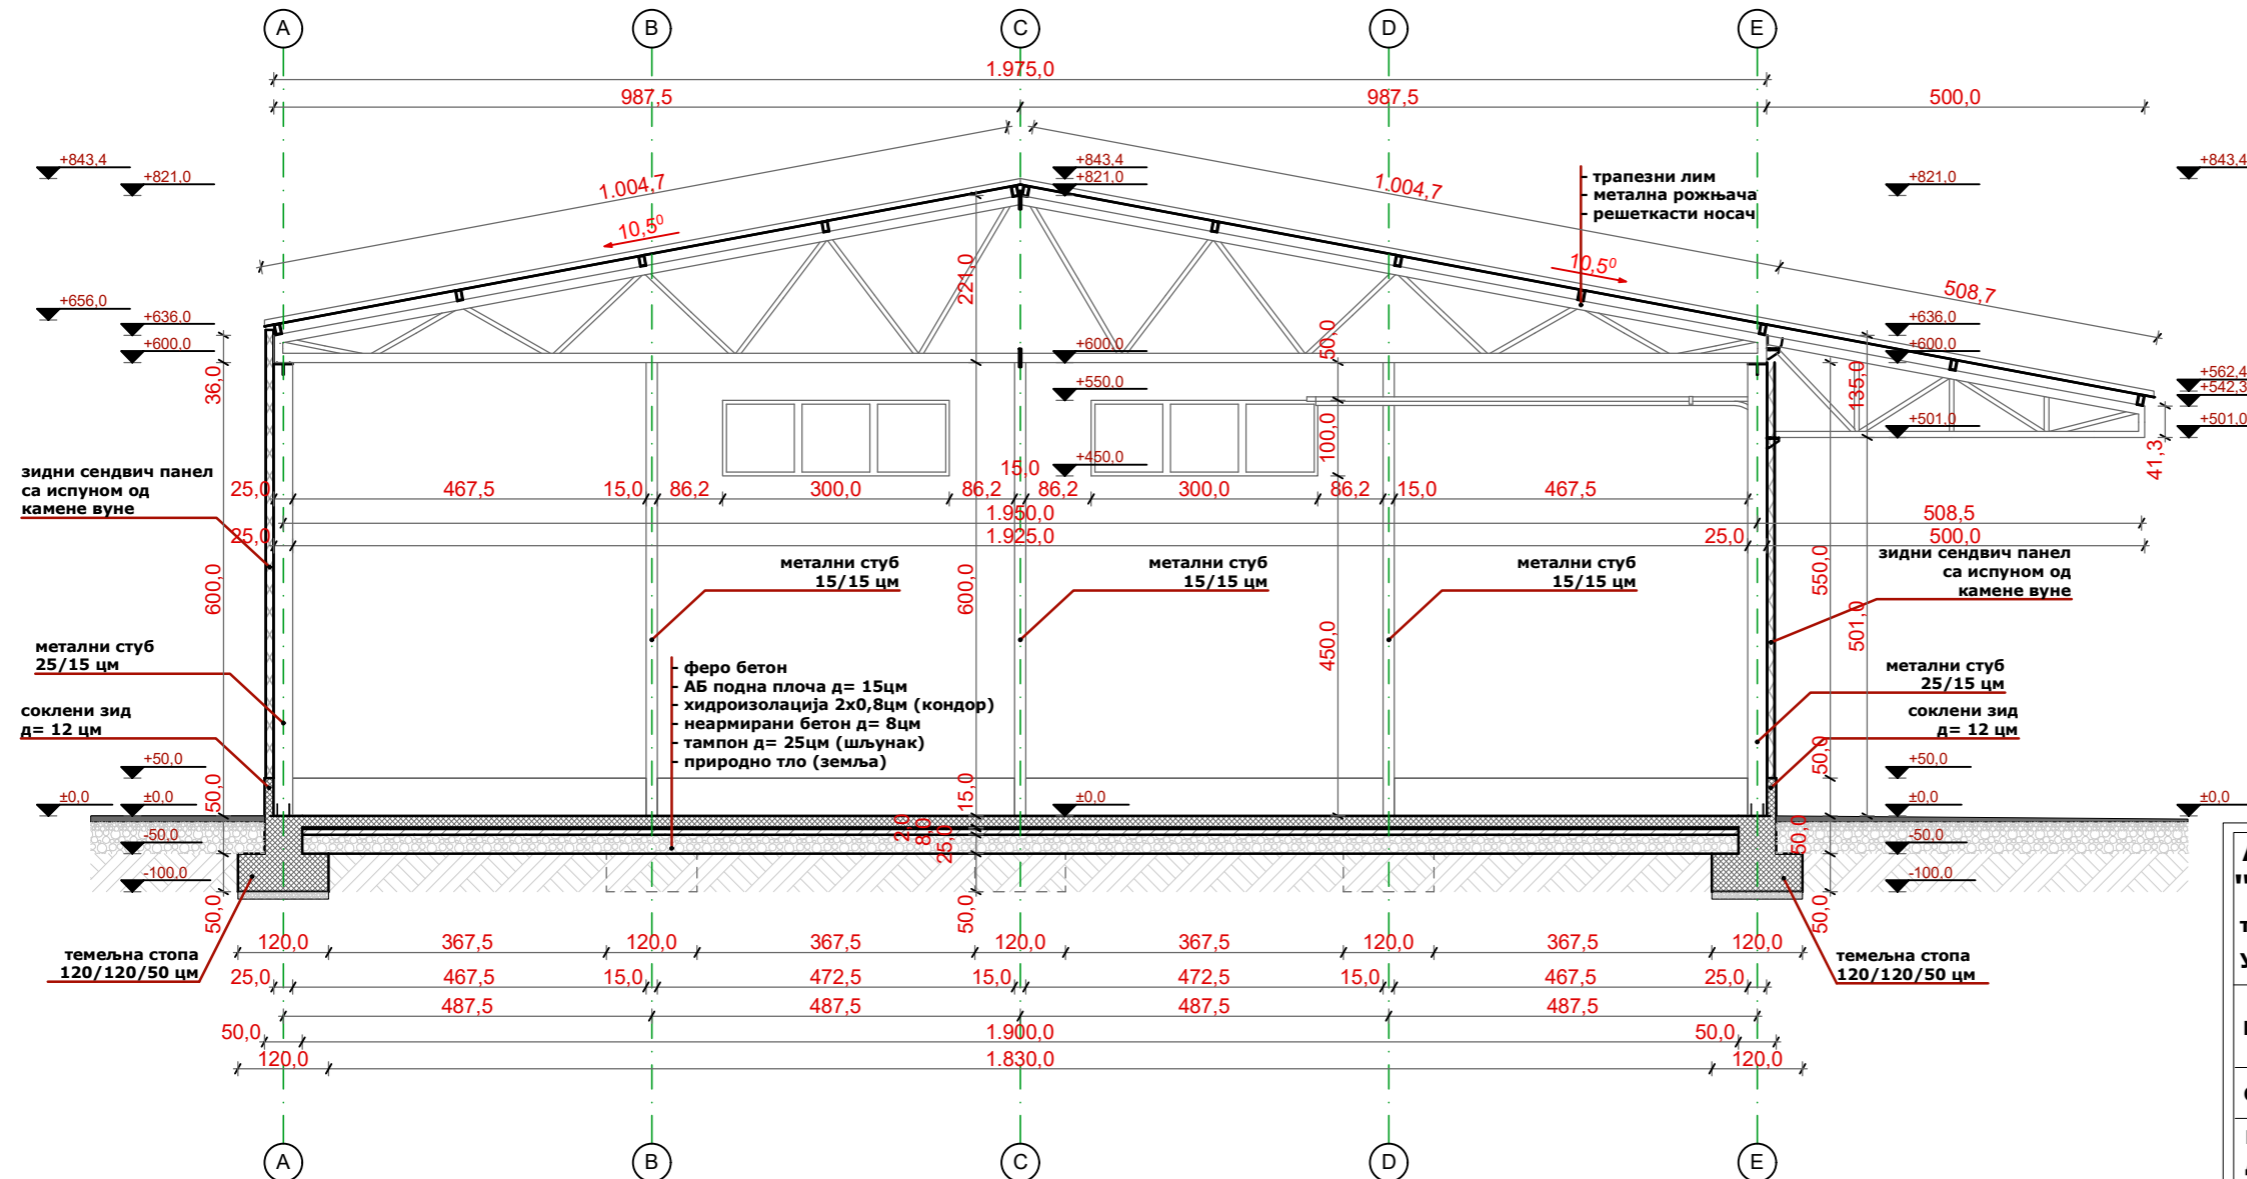 A B C D E
1.975,0
987,5 987,5 500,0
+843,4 +843,4 +843,4
+821,0 +821,0 +821,0
1.004,7 1.004,7
- трапезни лим
- метална рожњача
- решеткасти носач
10,5⁰ 10,5⁰
221,0
508,7
+656,0
+636,0 +636,0
+600,0 +600,0 +600,0
50,0
36,0
135,0
+562,4
+550,0 +542,3
+501,0 +501,0
100,0
41,3
+450,0
15,0
зидни сендвич панел
са испуном од
камене вуне
25,0 467,5 15,0 86,2 300,0 86,2 86,2 300,0 86,2 15,0 467,5
1.950,0 508,5
25,0 1.925,0 25,0 500,0
зидни сендвич панел
са испуном од
камене вуне
метални стуб
15/15 цм
метални стуб
15/15 цм
метални стуб
15/15 цм
600,0 600,0 550,0
450,0 501,0
метални стуб
25/15 цм
- феро бетон
- АБ подна плоча д= 15цм
- хидроизолација 2x0,8цм (кондор)
- неармирани бетон д= 8цм
- тампон д= 25цм (шљунак)
- природно тло (земља)
метални стуб
25/15 цм
соклени зид
д= 12 цм
соклени зид
д= 12 цм
+50,0 50,0 +50,0
50,0 15,0
±0,0 ±0,0 ±0,0 ±0,0 ±0,0
2,0
8,0
25,0
50,0
-50,0 -50,0
-100,0 -100,0
50,0 50,0 50,0
темељна стопа
120/120/50 цм
темељна стопа
120/120/50 цм
120,0 367,5 120,0 367,5 120,0 367,5 120,0 367,5 120,0
25,0 467,5 15,0 472,5 15,0 472,5 15,0 467,5 25,0
487,5 487,5 487,5 487,5
50,0 1.900,0 50,0
120,0 1.830,0 120,0
A B C D E